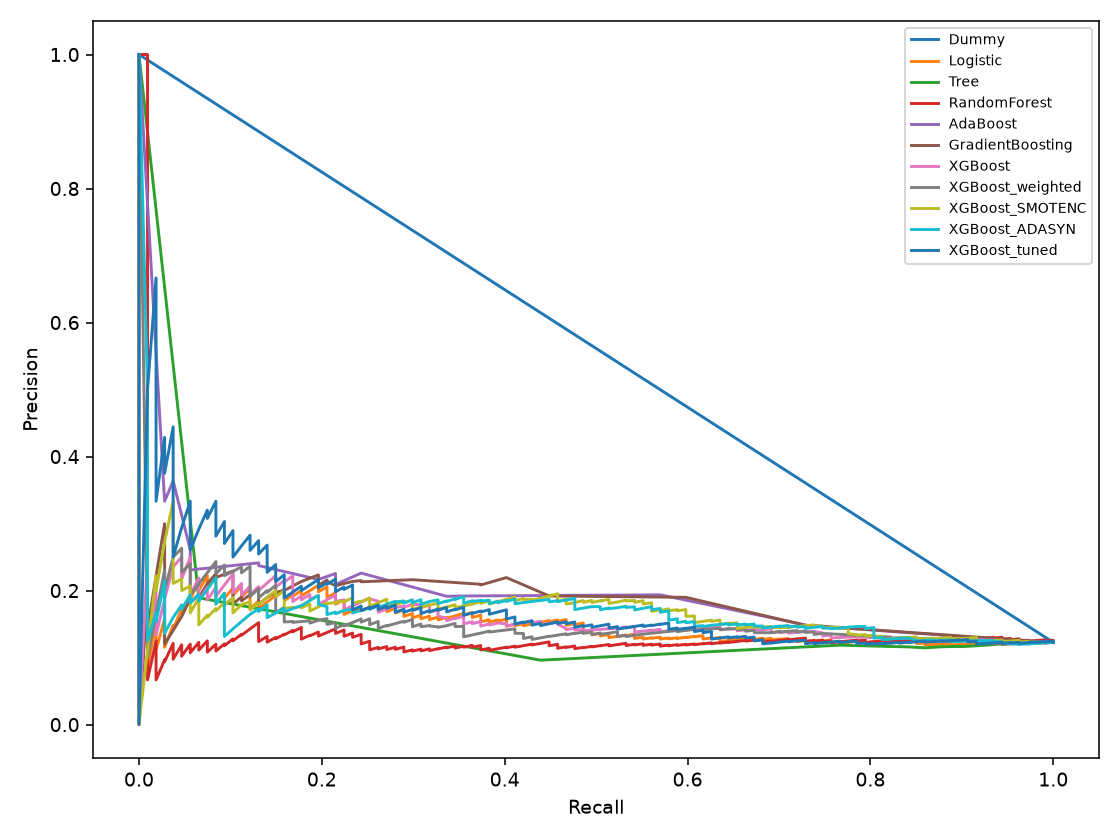 1.0
0.8
0.6
0.4
0.2
0.0
Precision
0.0 0.2 0.4 0.6 0.8 1.0
Recall
Dummy
Logistic
Tree
RandomForest
AdaBoost
GradientBoosting
XGBoost
XGBoost_weighted
XGBoost_SMOTENC
XGBoost_ADASYN
XGBoost_tuned